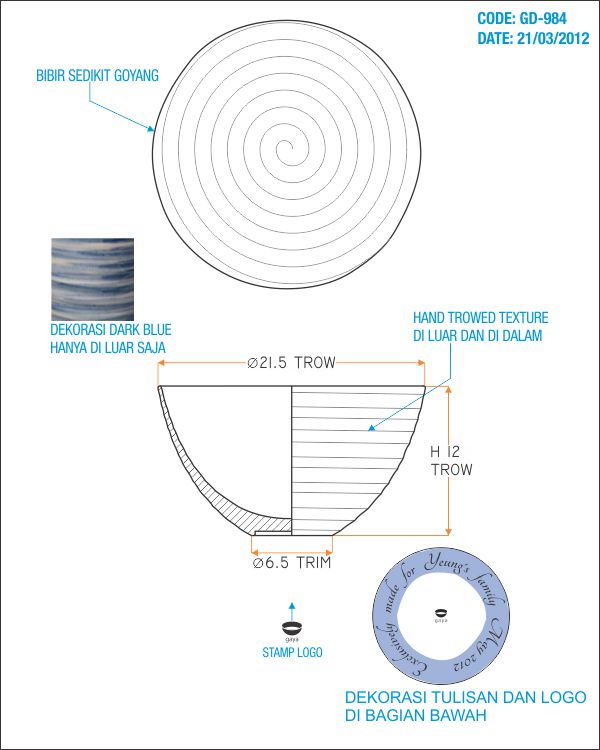 CODE: GD-984
DATE: 21/03/2012
BIBIR SEDIKIT GOYANG
DEKORASI DARK BLUE
HANYA DI LUAR SAJA
HAND TROWED TEXTURE
DI LUAR DAN DI DALAM
Ø21.5 TROW
H 12
TROW
Ø6.5 TRIM
gaya
STAMP LOGO
Exclusively made for Yeung's family May 2012
gaya
DEKORASI TULISAN DAN LOGO
DI BAGIAN BAWAH